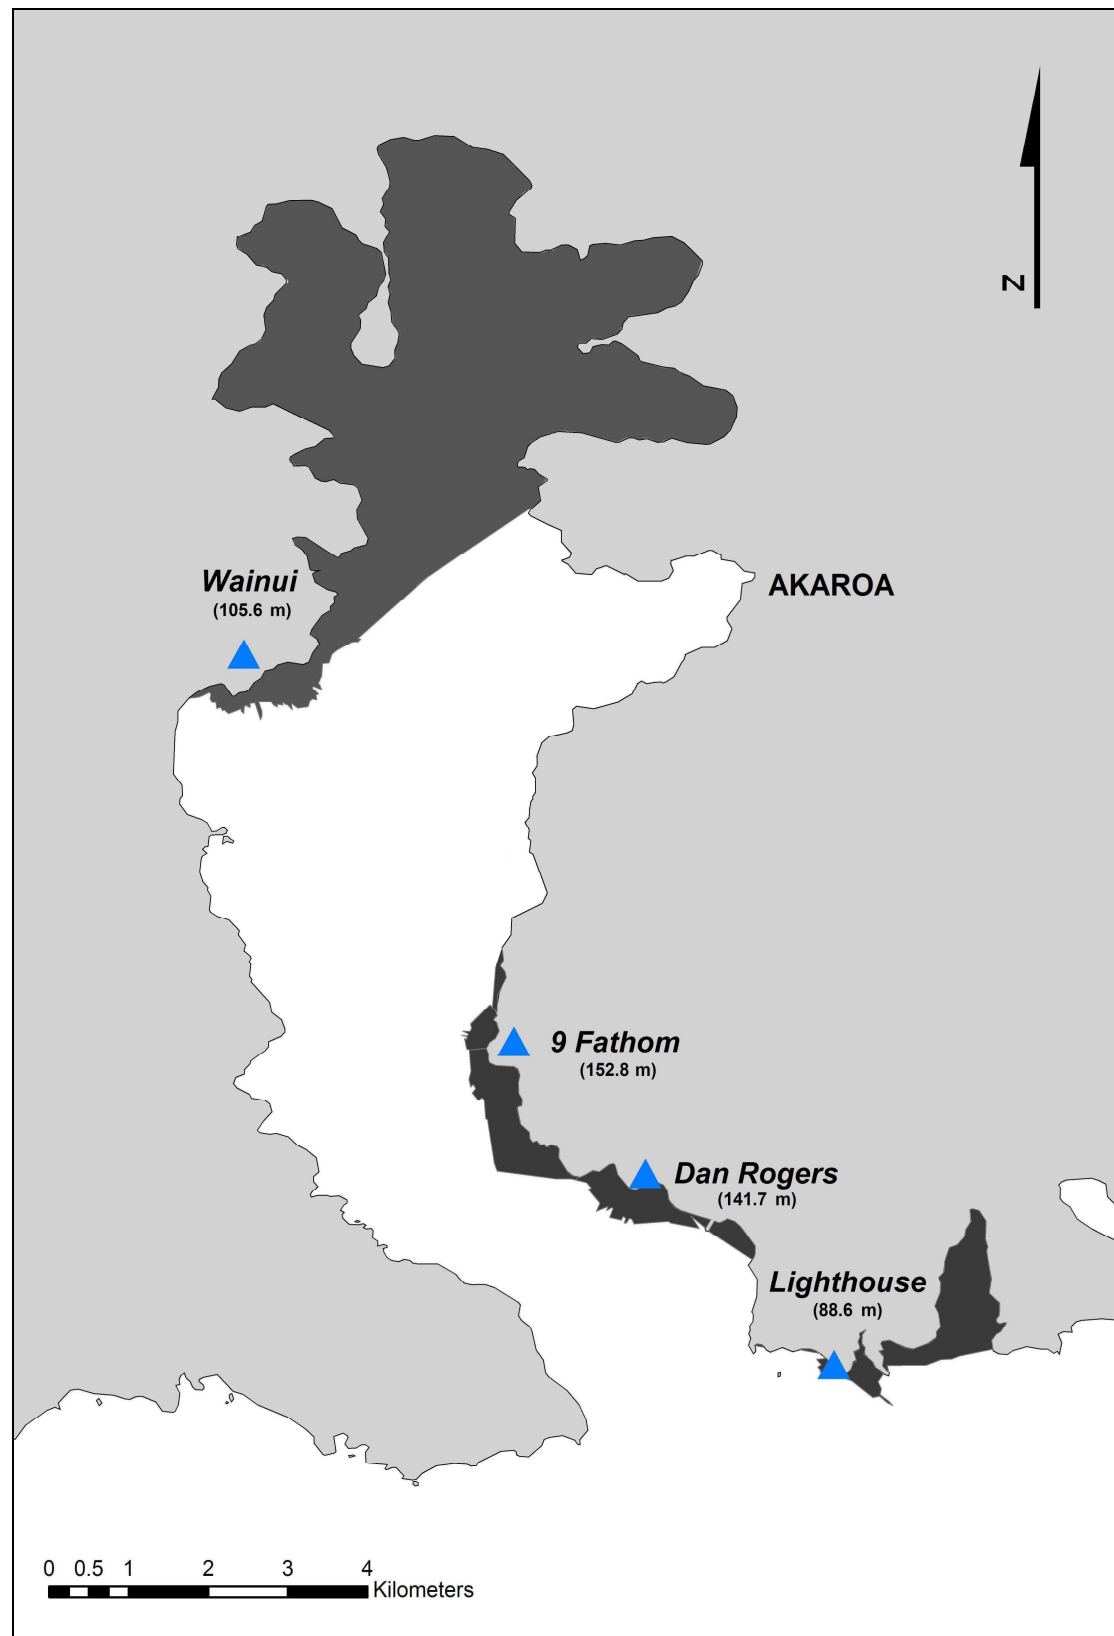 N
Wainui
(105.6 m)
AKAROA
9 Fathom
(152.8 m)
Dan Rogers
(141.7 m)
Lighthouse
(88.6 m)
0 0.5 1 2 3 4
Kilometers